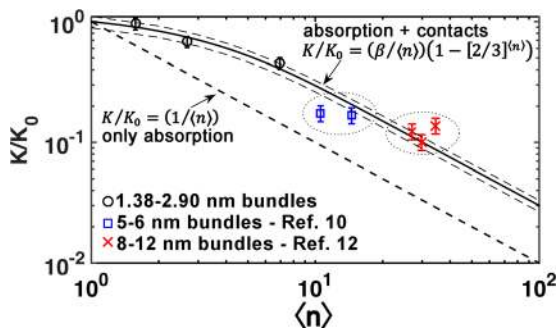 10⁰
absorption + contacts
K/K₀ = (β/⟨n⟩)(1 − [2/3]^⟨n⟩)
K/K₀
10⁻¹
K/K₀ = (1/⟨n⟩)
only absorption
1.38-2.90 nm bundles
5-6 nm bundles - Ref. 10
8-12 nm bundles - Ref. 12
10⁻²
10⁰ 10¹ 10²
⟨n⟩